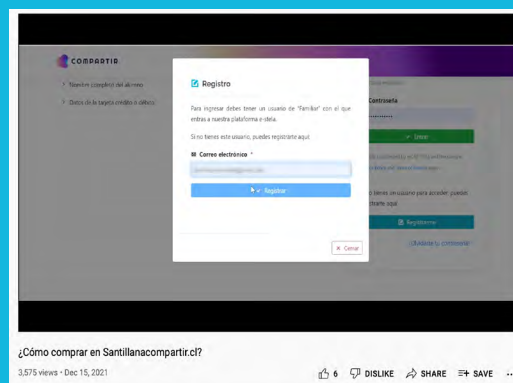 COMPARTIR
Nombre completo del alumno
Datos de la tarjeta crédito o débito
Registro
Para ingresar debes tener un usuario de "Familiar" con el que
entras a nuestra plataforma e-stela.
Si no tienes este usuario, puedes registrarte aquí:
Correo electrónico *
Registrar
Cerrar
Contraseña
Entrar
Registrarme
¿Cómo comprar en Santillanacompartir.cl?
3,575 views • Dec 15, 2021
6 DISLIKE SHARE SAVE ...